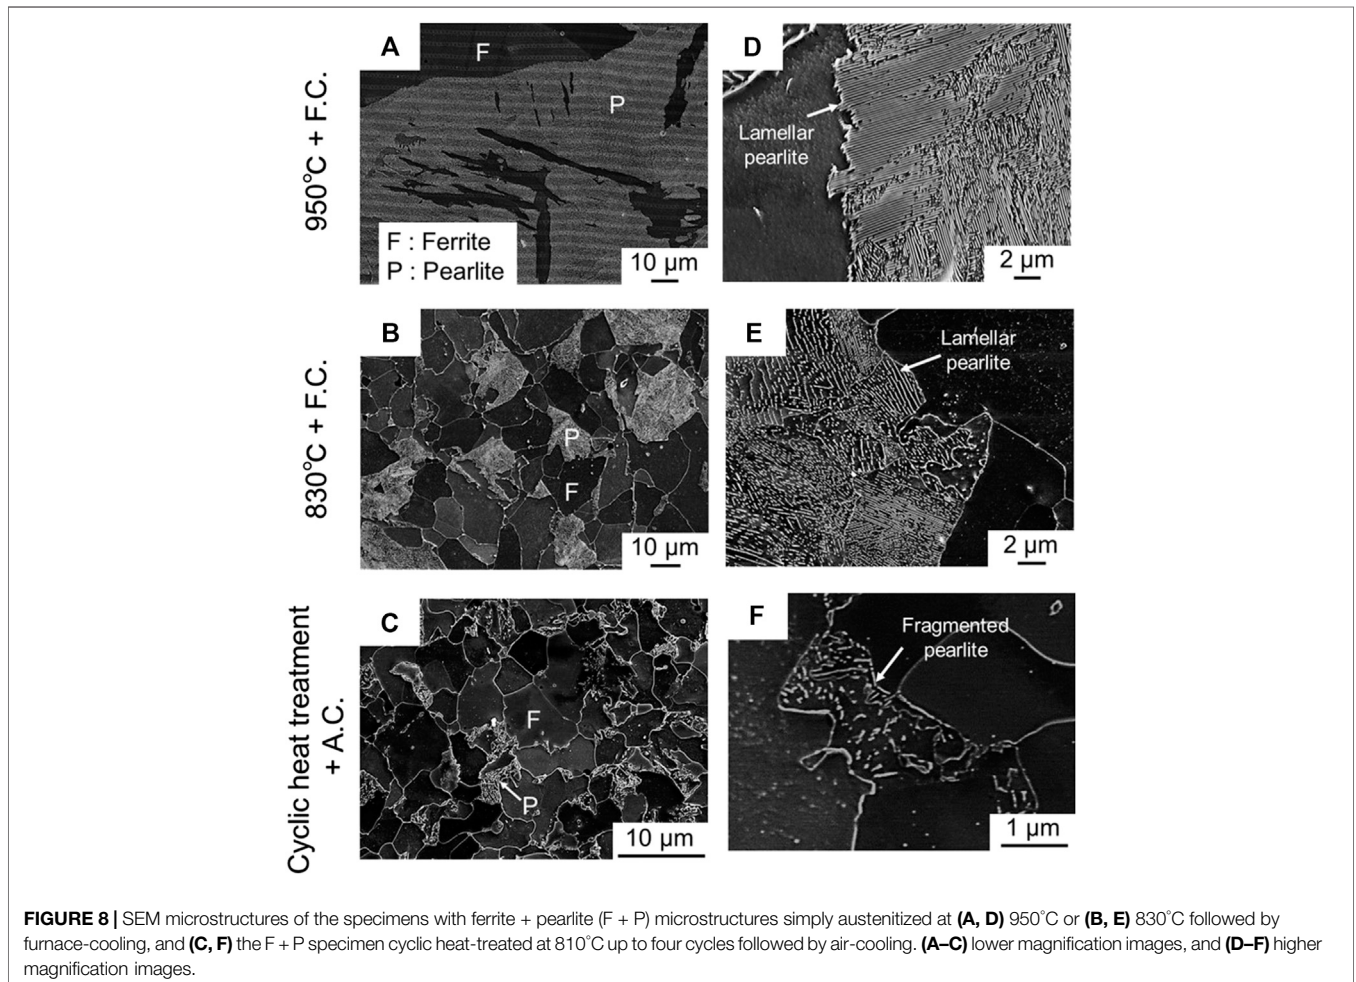 950°C + F.C.
A
F
P
F : Ferrite
P : Pearlite
10 µm
D
Lamellar
pearlite
2 µm
830°C + F.C.
B
P
F
10 µm
E
Lamellar
pearlite
2 µm
Cyclic heat treatment
+ A.C.
C
F
P
10 µm
F
Fragmented
pearlite
1 µm
FIGURE 8 | SEM microstructures of the specimens with ferrite + pearlite (F + P) microstructures simply austenitized at (A, D) 950°C or (B, E) 830°C followed by
furnace-cooling, and (C, F) the F + P specimen cyclic heat-treated at 810°C up to four cycles followed by air-cooling. (A–C) lower magnification images, and (D–F) higher
magnification images.